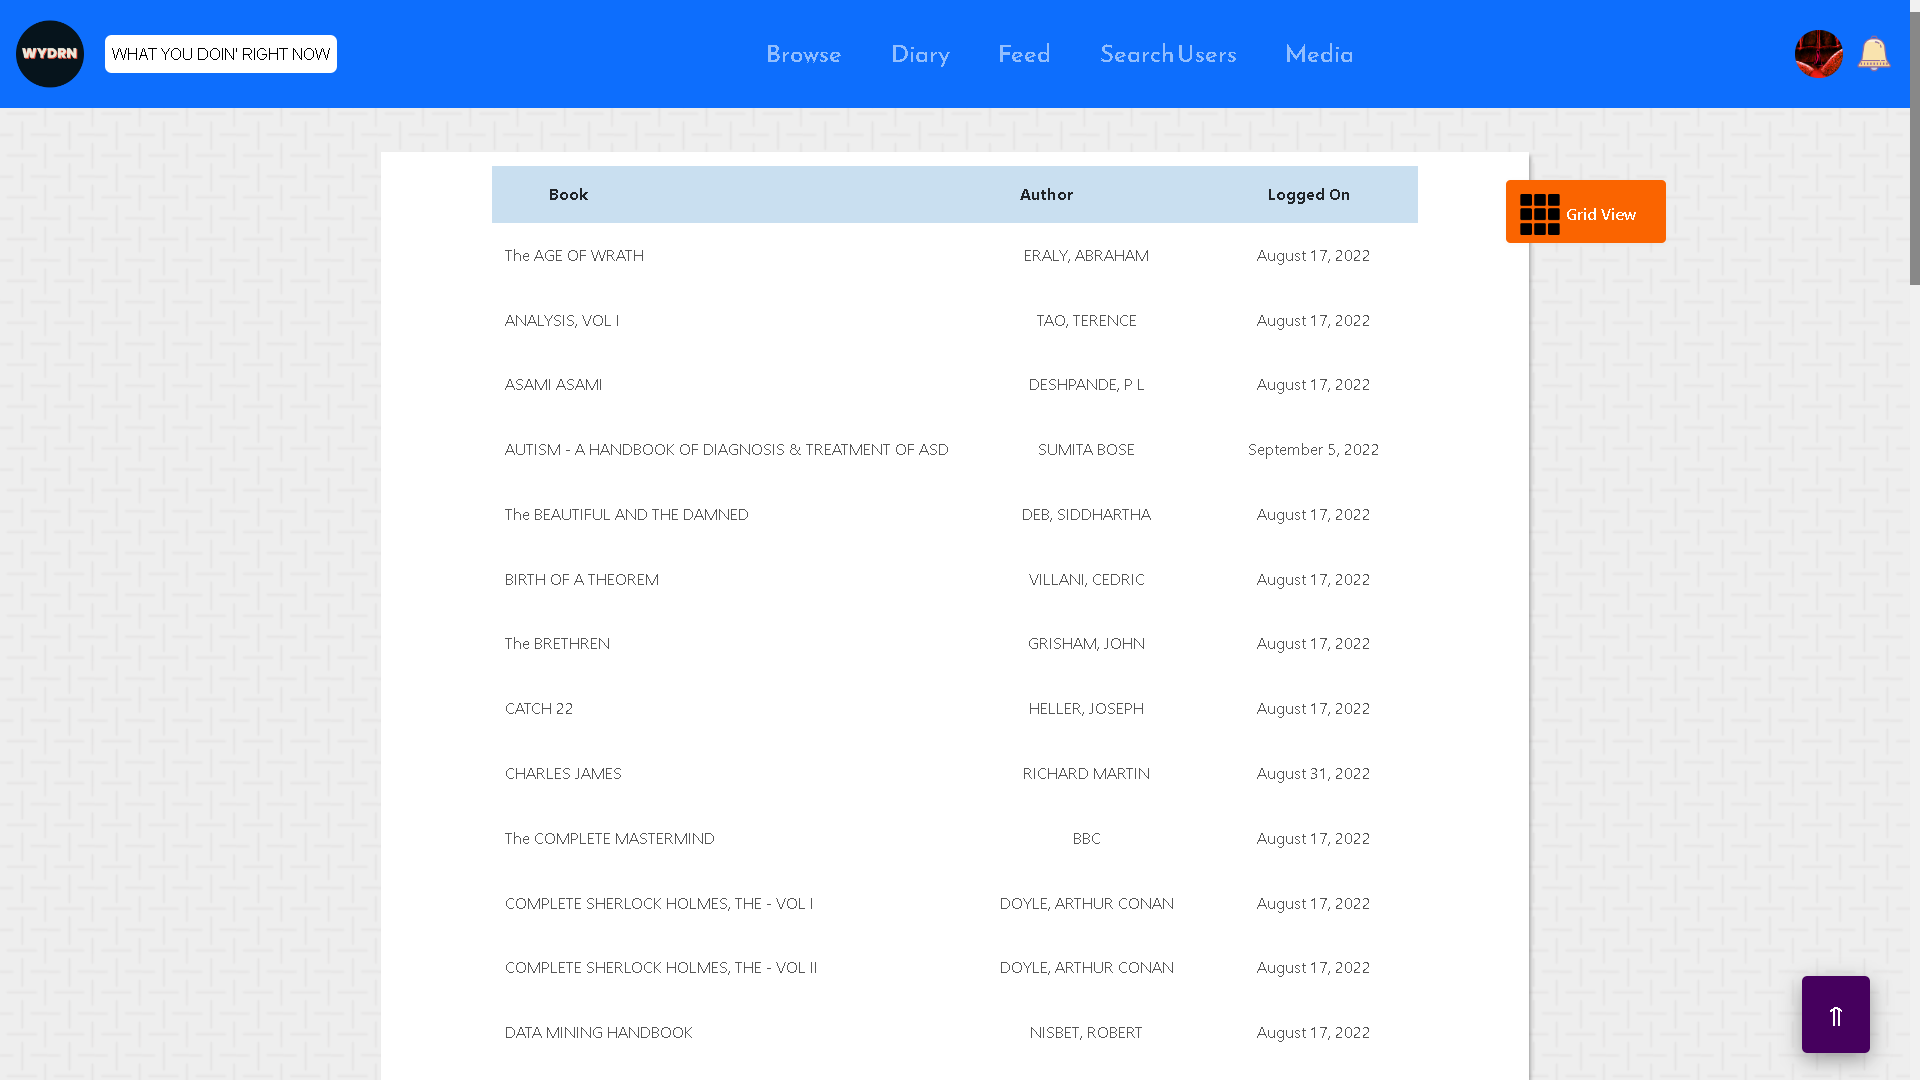 WYDRN WHAT YOU DOIN' RIGHT NOW Browse Diary Feed Search Users Media
Book Author Logged On
Grid View
The AGE OF WRATH ERALY, ABRAHAM August 17, 2022
ANALYSIS, VOL I TAO, TERENCE August 17, 2022
ASAMI ASAMI DESHPANDE, P L August 17, 2022
AUTISM - A HANDBOOK OF DIAGNOSIS & TREATMENT OF ASD SUMITA BOSE September 5, 2022
The BEAUTIFUL AND THE DAMNED DEB, SIDDHARTHA August 17, 2022
BIRTH OF A THEOREM VILLANI, CEDRIC August 17, 2022
The BRETHREN GRISHAM, JOHN August 17, 2022
CATCH 22 HELLER, JOSEPH August 17, 2022
CHARLES JAMES RICHARD MARTIN August 31, 2022
The COMPLETE MASTERMIND BBC August 17, 2022
COMPLETE SHERLOCK HOLMES, THE - VOL I DOYLE, ARTHUR CONAN August 17, 2022
COMPLETE SHERLOCK HOLMES, THE - VOL II DOYLE, ARTHUR CONAN August 17, 2022
DATA MINING HANDBOOK NISBET, ROBERT August 17, 2022
⇑